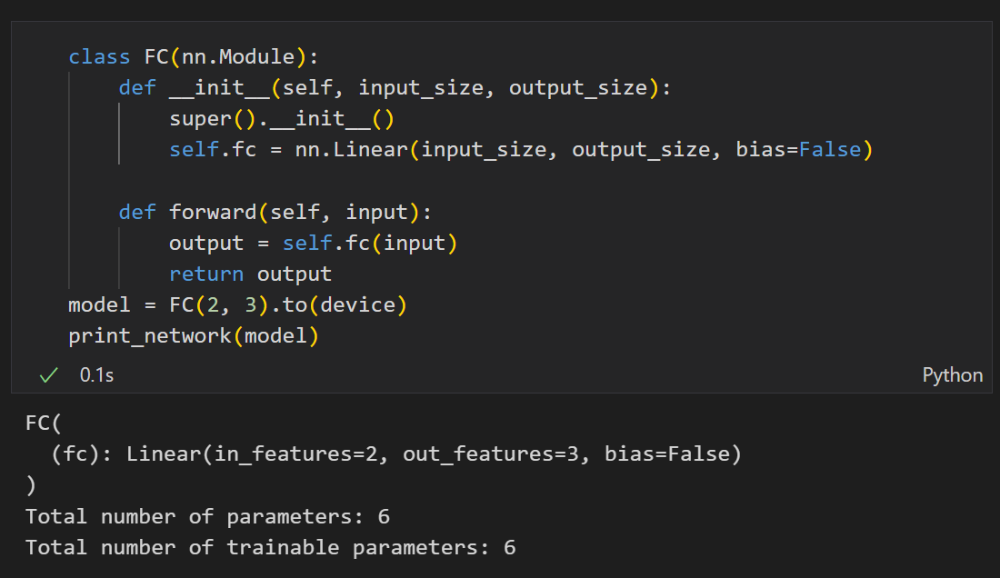 class FC(nn.Module):
    def __init__(self, input_size, output_size):
        super().__init__()
        self.fc = nn.Linear(input_size, output_size, bias=False)

    def forward(self, input):
        output = self.fc(input)
        return output
model = FC(2, 3).to(device)
print_network(model)
✓ 0.1s
Python
FC(
  (fc): Linear(in_features=2, out_features=3, bias=False)
)
Total number of parameters: 6
Total number of trainable parameters: 6